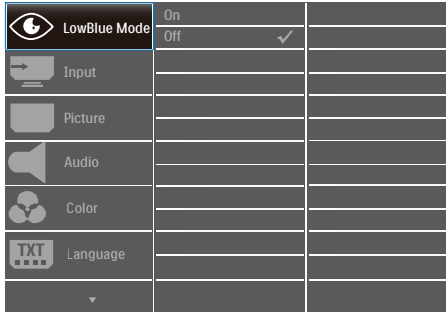 LowBlue Mode
On
Off
Input
Picture
Audio
Color
TXT
Language